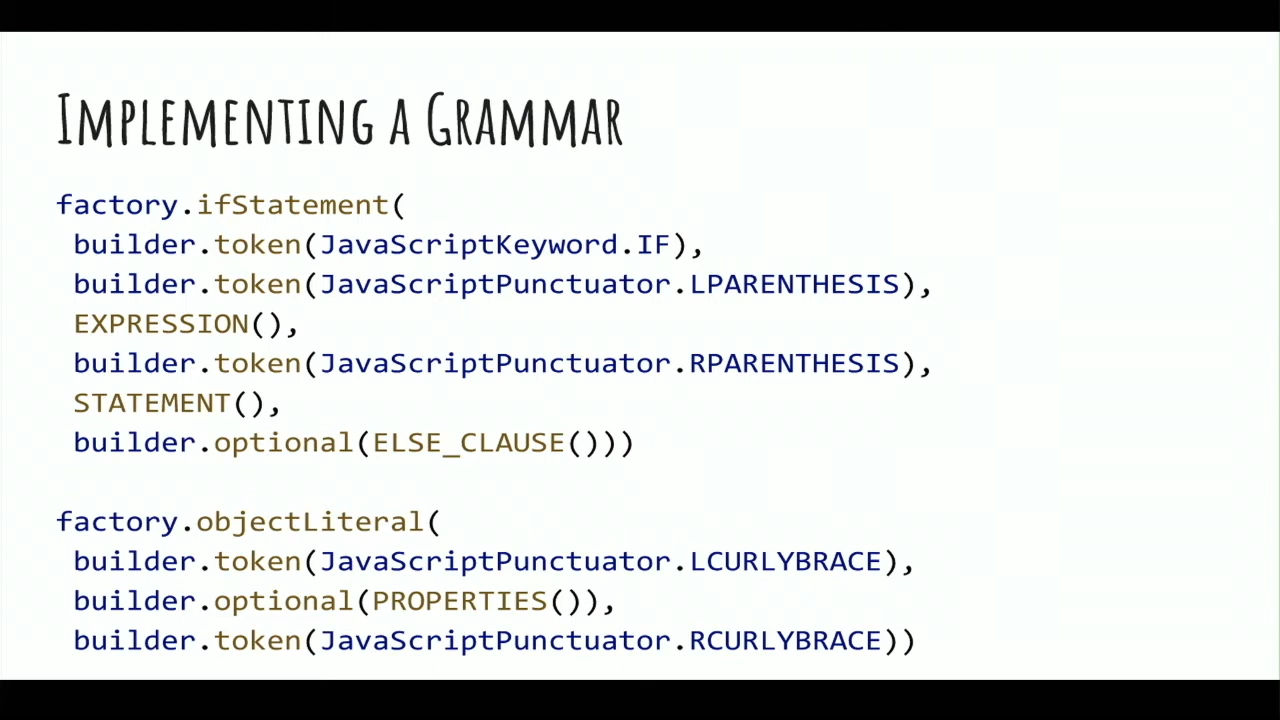 IMPLEMENTING A GRAMMAR
factory.ifStatement(
builder.token(JavaScriptKeyword.IF),
builder.token(JavaScriptPunctuator.LPARENTHESIS),
EXPRESSION(),
builder.token(JavaScriptPunctuator.RPARENTHESIS),
STATEMENT(),
builder.optional(ELSE_CLAUSE()))
factory.objectLiteral(
builder.token(JavaScriptPunctuator.LCURLYBRACE),
builder.optional(PROPERTIES()),
builder.token(JavaScriptPunctuator.RCURLYBRACE))